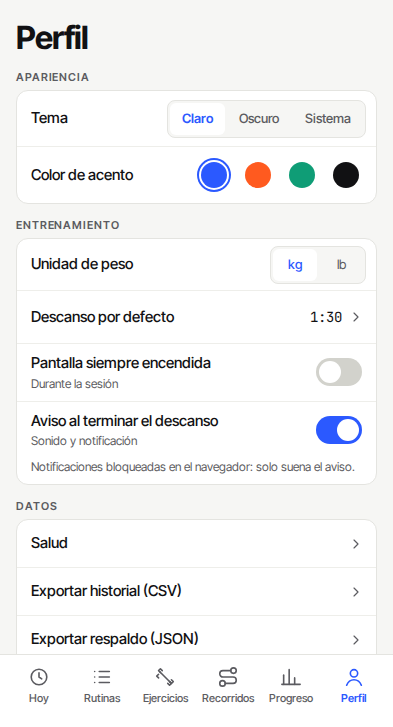 Perfil
APARIENCIA
Tema Claro Oscuro Sistema
Color de acento
ENTRENAMIENTO
Unidad de peso kg lb
Descanso por defecto 1:30
Pantalla siempre encendida
Durante la sesión
Aviso al terminar el descanso
Sonido y notificación
Notificaciones bloqueadas en el navegador: solo suena el aviso.
DATOS
Salud
Exportar historial (CSV)
Exportar respaldo (JSON)
Hoy Rutinas Ejercicios Recorridos Progreso Perfil